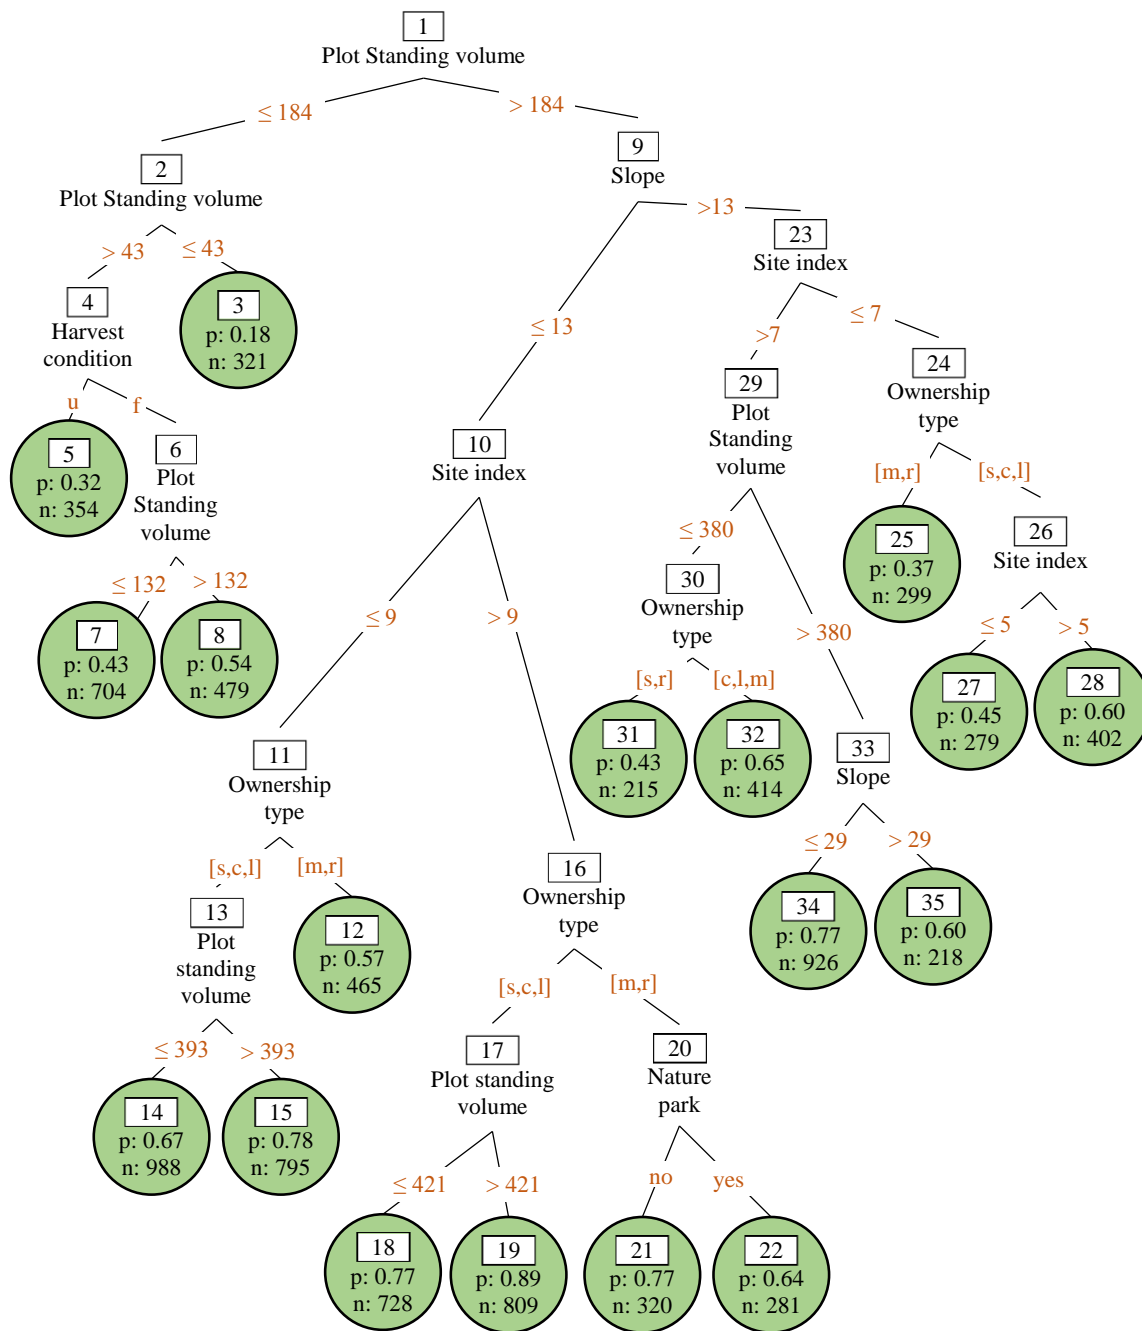 1
Plot Standing volume
≤ 184
> 184
2
Plot Standing volume
9
Slope
> 43
≤ 43
>13
≤ 13
4
Harvest
condition
3
p: 0.18
n: 321
23
Site index
>7
≤ 7
u
f
5
p: 0.32
n: 354
6
Plot
Standing
volume
≤ 132
> 132
7
p: 0.43
n: 704
8
p: 0.54
n: 479
10
Site index
≤ 9
> 9
29
Plot
Standing
volume
24
Ownership
type
[m,r]
[s,c,l]
25
p: 0.37
n: 299
26
Site index
≤ 5
> 5
27
p: 0.45
n: 279
28
p: 0.60
n: 402
≤ 380
> 380
30
Ownership
type
[s,r]
[c,l,m]
31
p: 0.43
n: 215
32
p: 0.65
n: 414
33
Slope
≤ 29
> 29
34
p: 0.77
n: 926
35
p: 0.60
n: 218
11
Ownership
type
[s,c,l]
[m,r]
13
Plot
standing
volume
12
p: 0.57
n: 465
≤ 393
> 393
14
p: 0.67
n: 988
15
p: 0.78
n: 795
16
Ownership
type
[s,c,l]
[m,r]
17
Plot standing
volume
20
Nature
park
≤ 421
> 421
no
yes
18
p: 0.77
n: 728
19
p: 0.89
n: 809
21
p: 0.77
n: 320
22
p: 0.64
n: 281